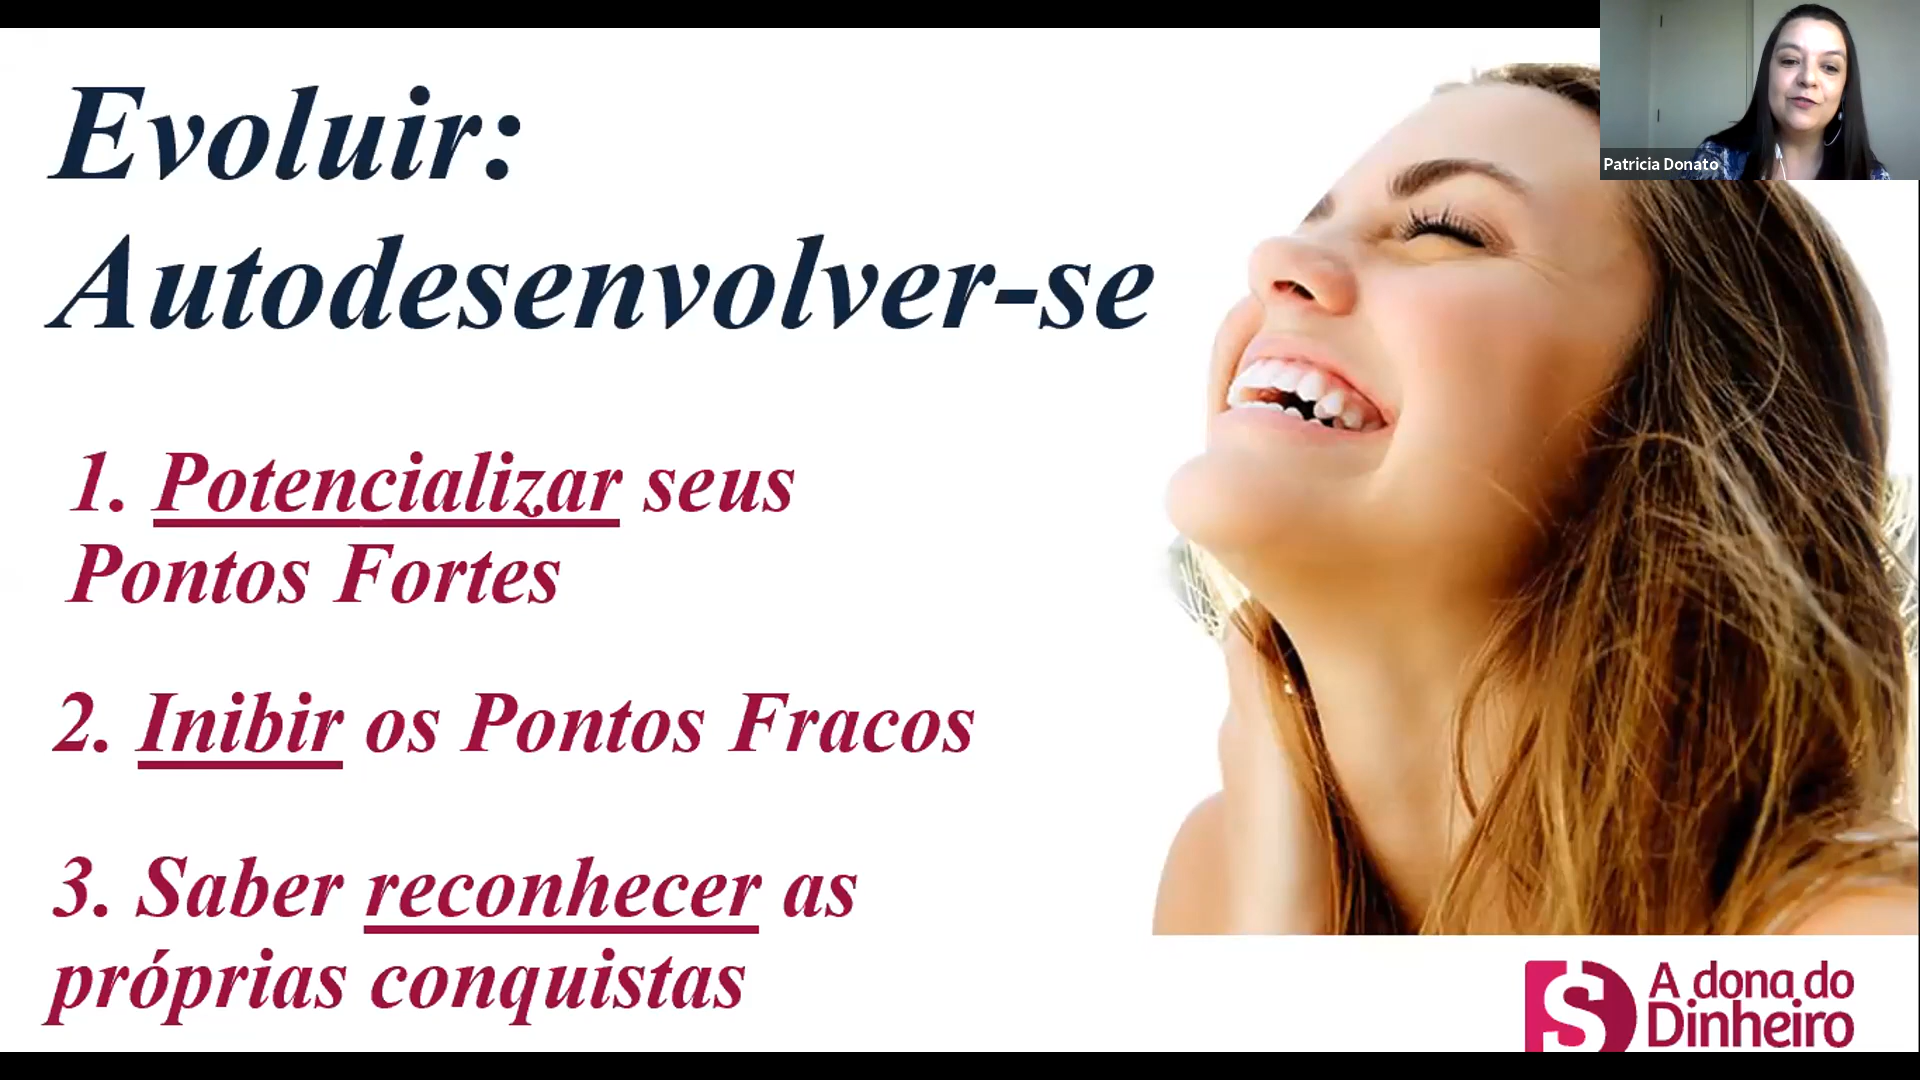 Evoluir:
Autodesenvolver-se
1. Potencializar seus
Pontos Fortes
2. Inibir os Pontos Fracos
3. Saber reconhecer as
próprias conquistas
Patricia Donato
A dona do
Dinheiro